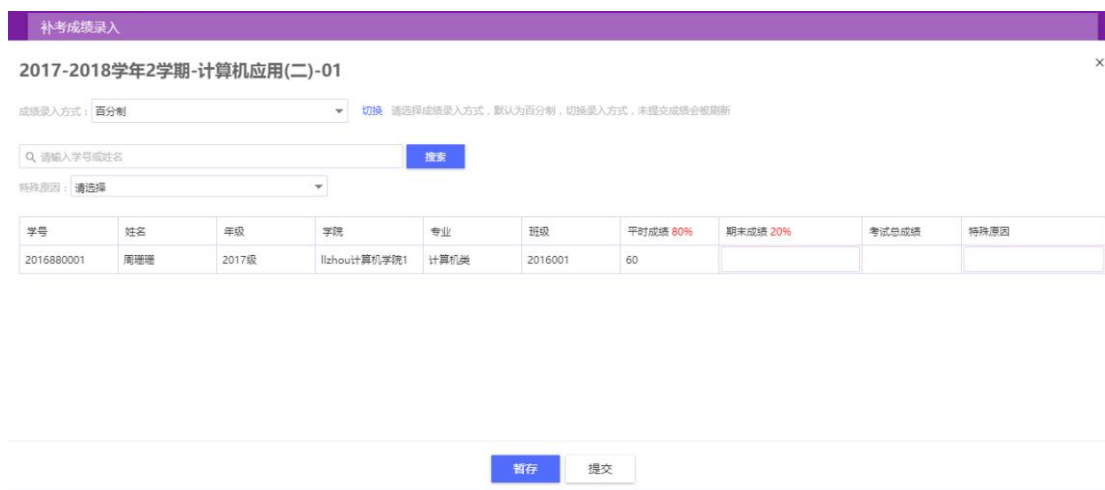 补考成绩录入
×
2017-2018学年2学期-计算机应用(二)-01
成绩录入方式：百分制 切换 请选择成绩录入方式，默认为百分制，切换录入方式，未提交成绩会被刷新
请输入学号或姓名 搜索
特殊原因：请选择
学号 姓名 年级 学院 专业 班级 平时成绩 80% 期末成绩 20% 考试总成绩 特殊原因
2016880001 周珊珊 2017级 llzhou计算机学院1 计算机类 2016001 60
暂存 提交